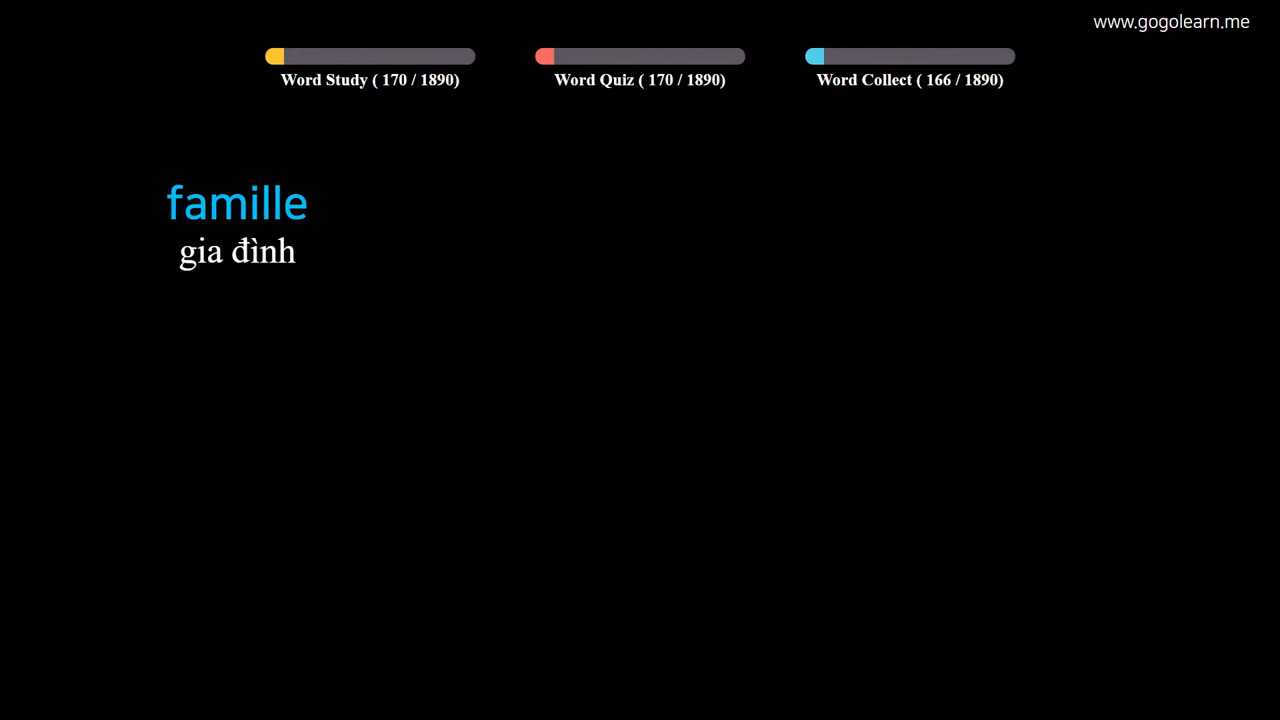 www.gogolearn.me
Word Study ( 170 / 1890)
Word Quiz ( 170 / 1890)
Word Collect ( 166 / 1890)
famille
gia đình